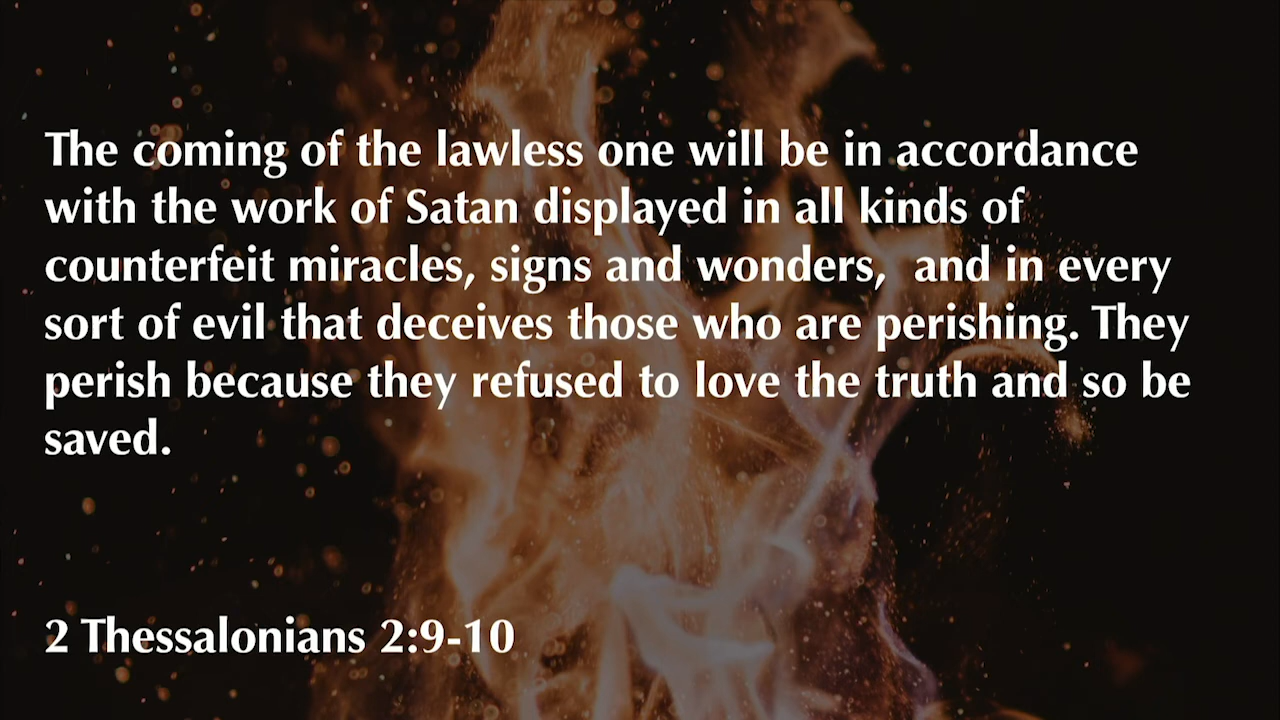 The coming of the lawless one will be in accordance
with the work of Satan displayed in all kinds of
counterfeit miracles, signs and wonders,  and in every
sort of evil that deceives those who are perishing. They
perish because they refused to love the truth and so be
saved.
2 Thessalonians 2:9-10